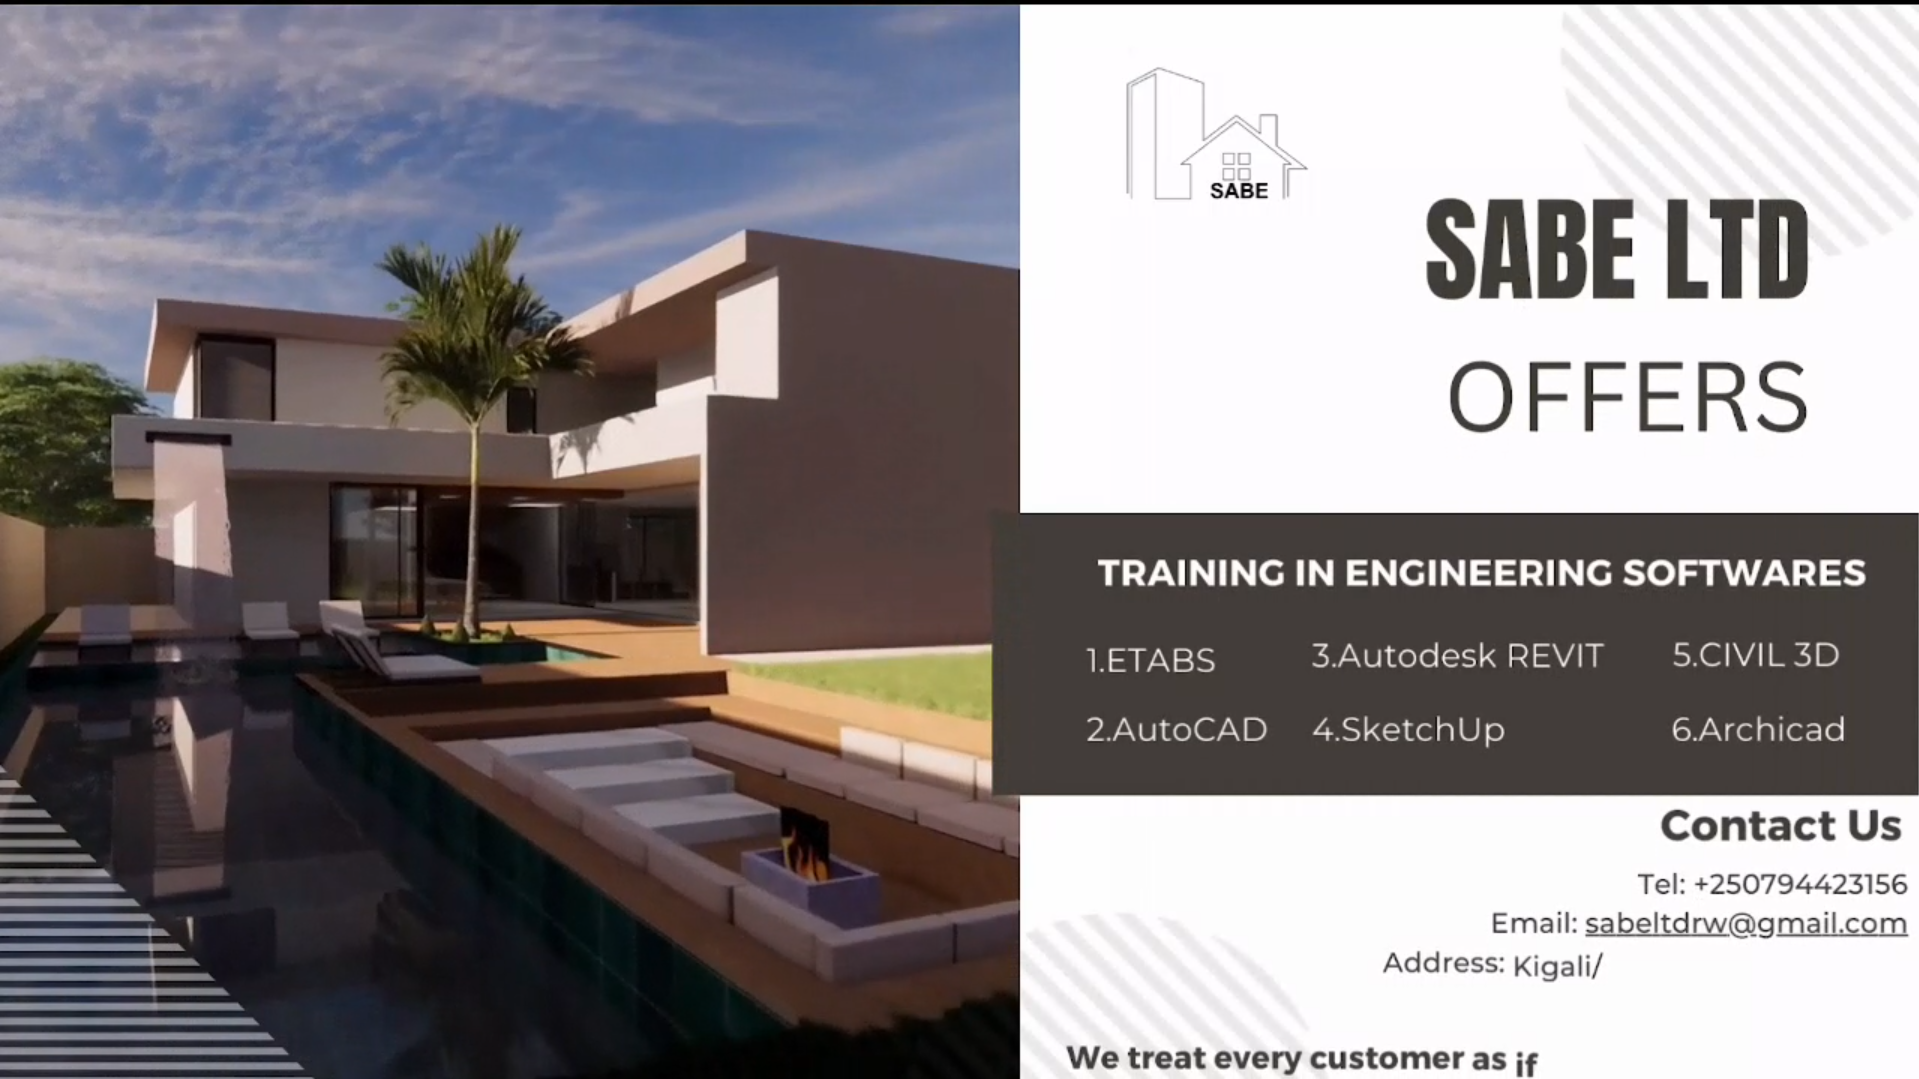 SABE
SABE LTD
OFFERS
TRAINING IN ENGINEERING SOFTWARES
1.ETABS
2.AutoCAD
3.Autodesk REVIT
4.SketchUp
5.CIVIL 3D
6.Archicad
Contact Us
Tel: +250794423156
Email: sabeltdrw@gmail.com
Address: Kigali/
We treat every customer as if